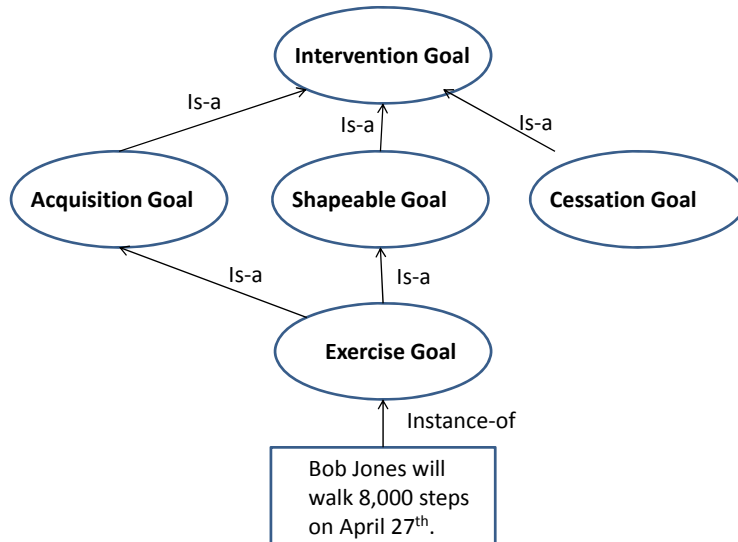 Intervention Goal
Is-a
Is-a
Is-a
Acquisition Goal
Shapeable Goal
Cessation Goal
Is-a
Is-a
Exercise Goal
Instance-of
Bob Jones will
walk 8,000 steps
on April 27th.